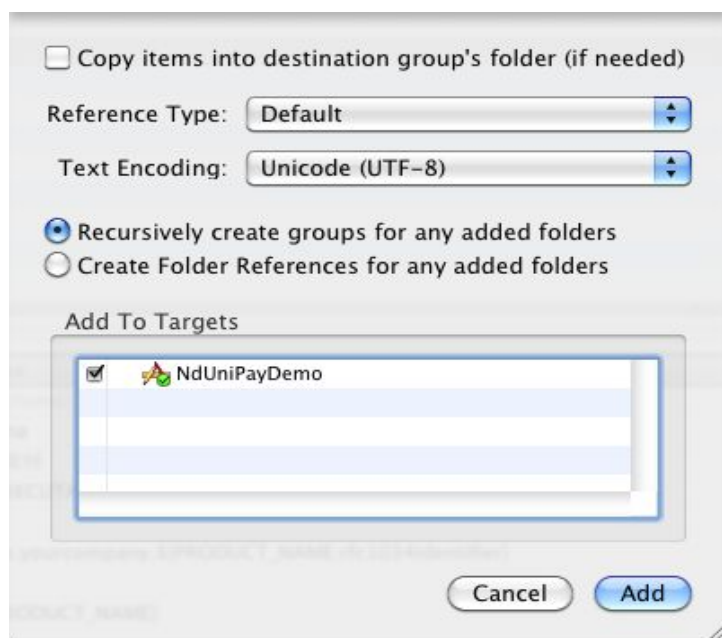 Copy items into destination group's folder (if needed)
Reference Type: Default
Text Encoding: Unicode (UTF-8)
Recursively create groups for any added folders
Create Folder References for any added folders
Add To Targets
NdUniPayDemo
Cancel Add